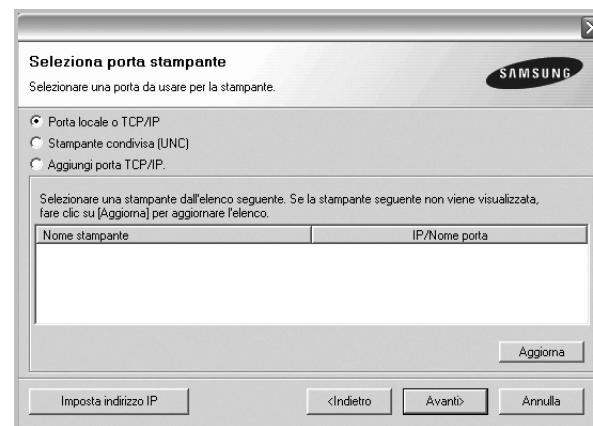 Seleziona porta stampante
Selezionare una porta da usare per la stampante.
SAMSUNG
Porta locale o TCP/IP
Stampante condivisa (UNC)
Aggiungi porta TCP/IP.
Selezionare una stampante dall'elenco seguente. Se la stampante seguente non viene visualizzata,
fare clic su [Aggiorna] per aggiornare l'elenco.
Nome stampante IP/Nome porta
Aggiorna
Imposta indirizzo IP <Indietro Avanti> Annulla